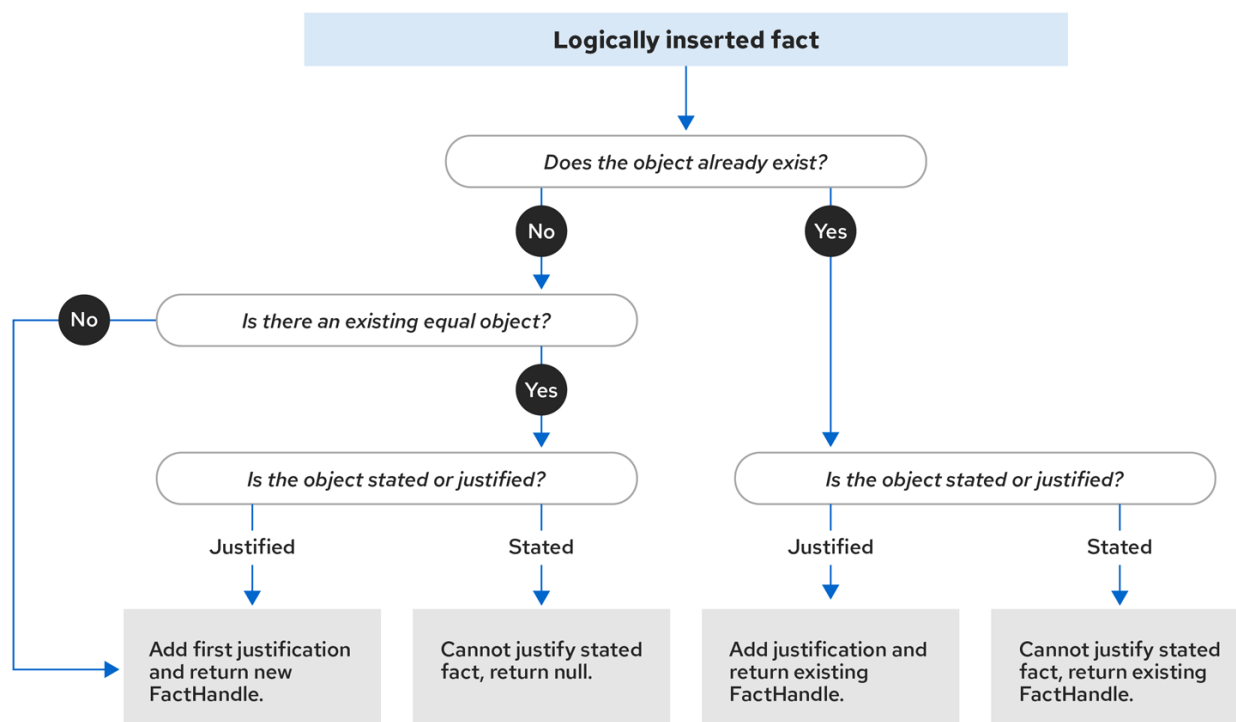 Logically inserted fact
Does the object already exist?
No
Yes
No
Is there an existing equal object?
Yes
Is the object stated or justified?
Is the object stated or justified?
Justified
Stated
Justified
Stated
Add first justification
and return new
FactHandle.
Cannot justify stated
fact, return null.
Add justification and
return existing
FactHandle.
Cannot justify stated
fact, return existing
FactHandle.